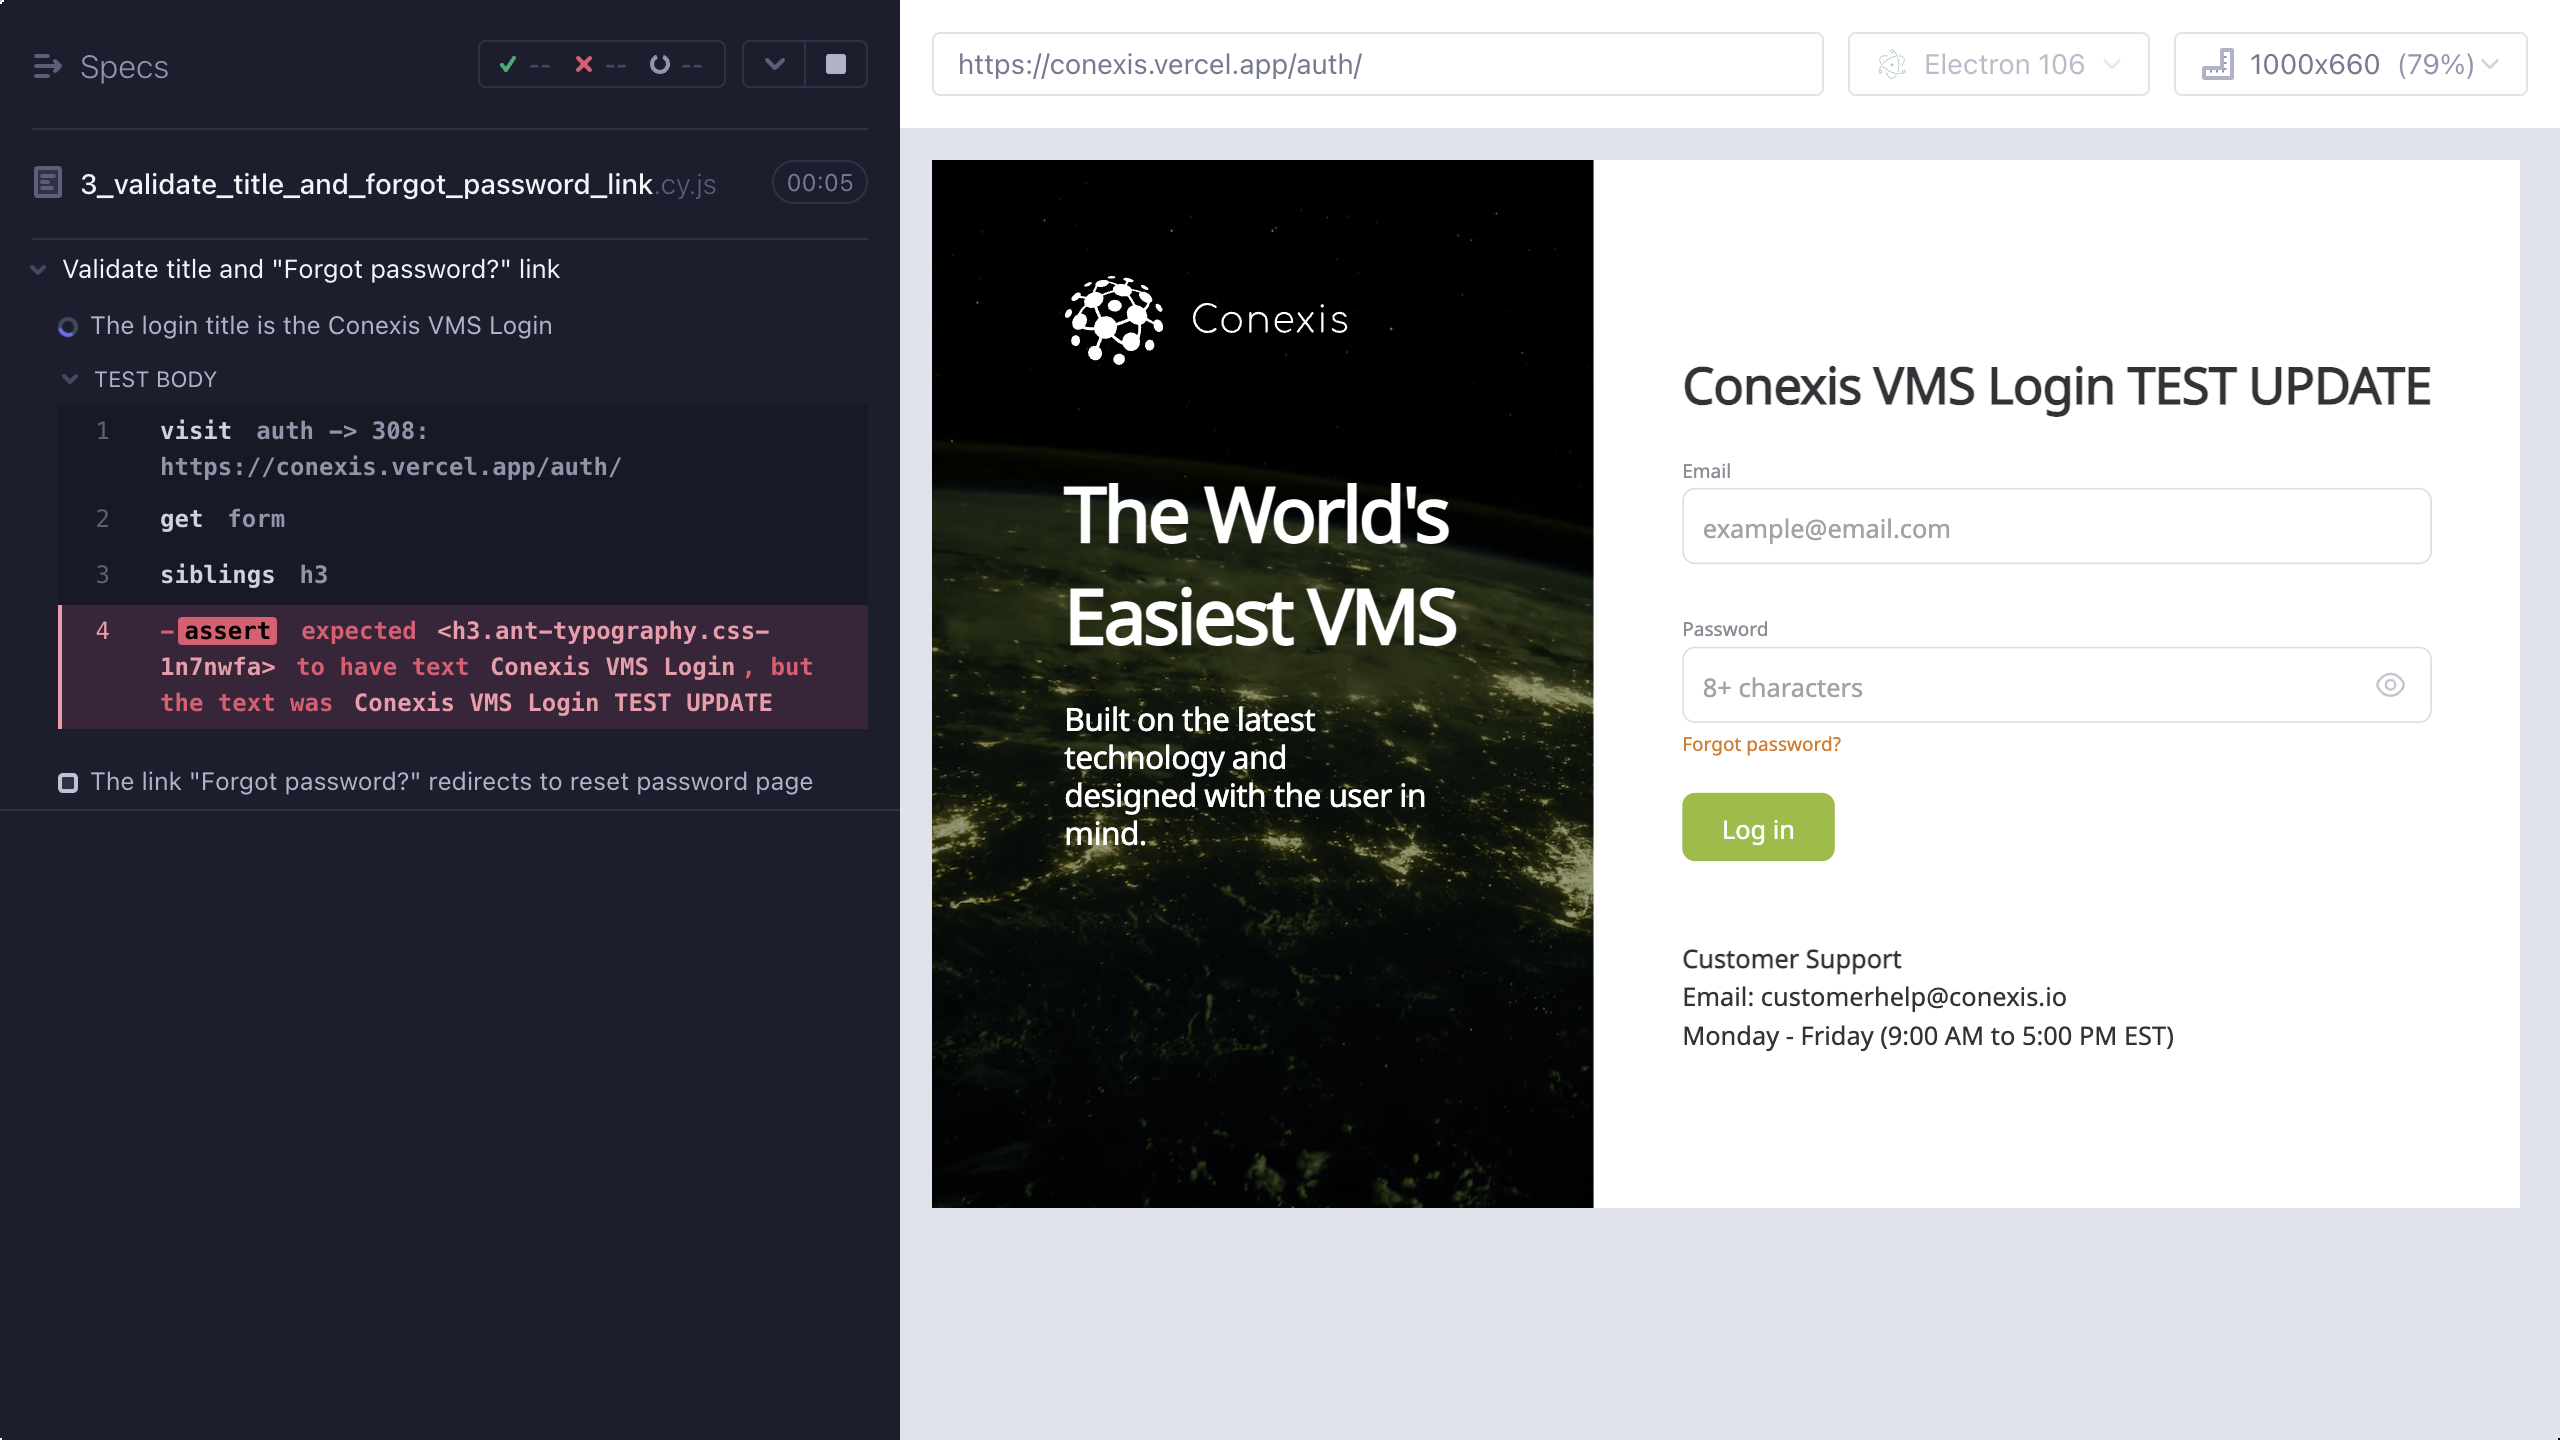 Specs
--
--
--
3_validate_title_and_forgot_password_link.cy.js
00:05
Validate title and "Forgot password?" link
The login title is the Conexis VMS Login
TEST BODY
1 visit auth -> 308:
https://conexis.vercel.app/auth/
2 get form
3 siblings h3
4 -assert expected <h3.ant-typography.css-
1n7nwfa> to have text Conexis VMS Login, but
the text was Conexis VMS Login TEST UPDATE
The link "Forgot password?" redirects to reset password page
https://conexis.vercel.app/auth/
Electron 106
1000x660 (79%)
Conexis
The World's
Easiest VMS
Built on the latest
technology and
designed with the user in
mind.
Conexis VMS Login TEST UPDATE
Email
example@email.com
Password
8+ characters
Forgot password?
Log in
Customer Support
Email: customerhelp@conexis.io
Monday - Friday (9:00 AM to 5:00 PM EST)